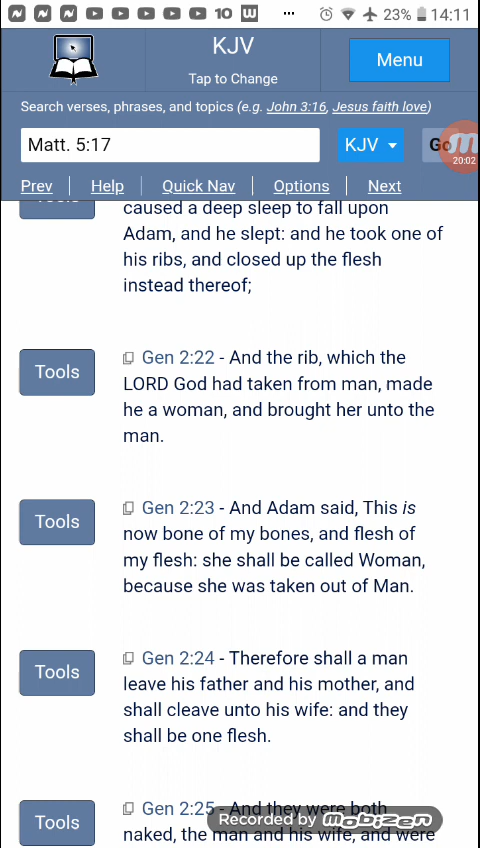 10 W ... 23% 14:11
KJV
Tap to Change
Menu
Search verses, phrases, and topics (e.g. John 3:16, Jesus faith love)
Matt. 5:17
KJV
Go
20:02
Prev Help Quick Nav Options Next
Tools
caused a deep sleep to fall upon
Adam, and he slept: and he took one of
his ribs, and closed up the flesh
instead thereof;
Tools
Gen 2:22 - And the rib, which the
LORD God had taken from man, made
he a woman, and brought her unto the
man.
Tools
Gen 2:23 - And Adam said, This is
now bone of my bones, and flesh of
my flesh: she shall be called Woman,
because she was taken out of Man.
Tools
Gen 2:24 - Therefore shall a man
leave his father and his mother, and
shall cleave unto his wife: and they
shall be one flesh.
Tools
Gen 2:25 - And they were both
naked, the man and his wife, and were
Recorded by mobizen